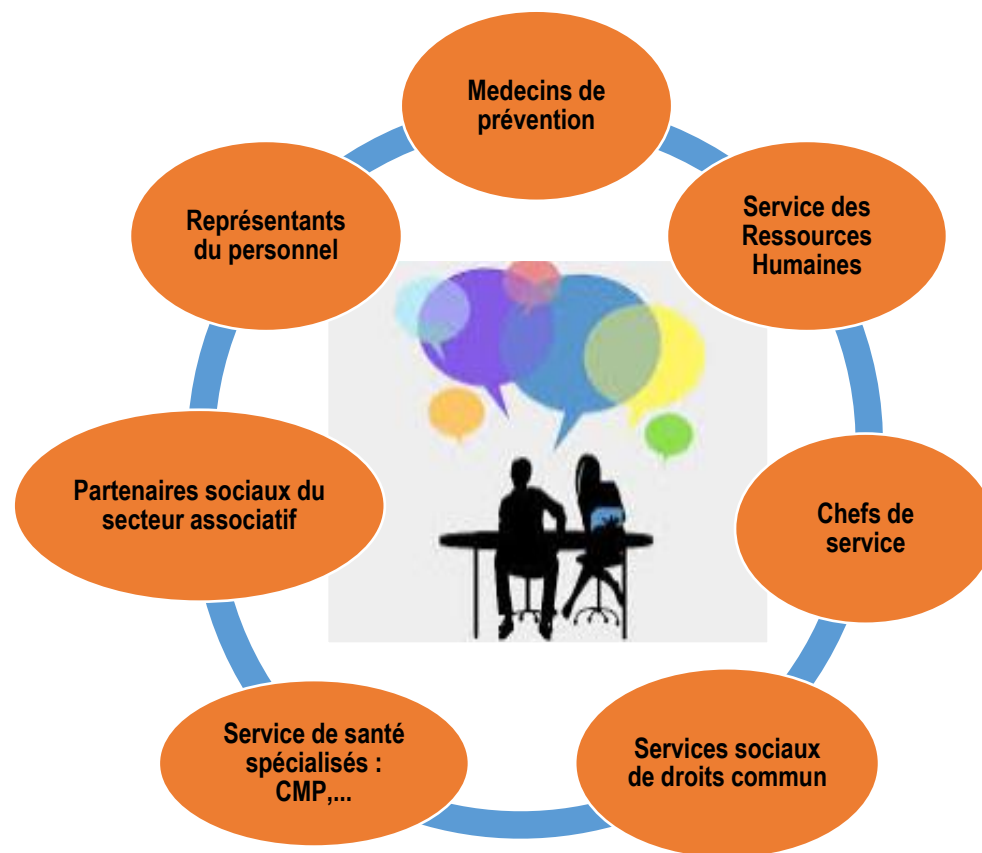 Medecins de
prévention
Service des
Ressources
Humaines
Chefs de
service
Services sociaux
de droits commun
Service de santé
spécialisés :
CMP,...
Partenaires sociaux du
secteur associatif
Représentants
du personnel